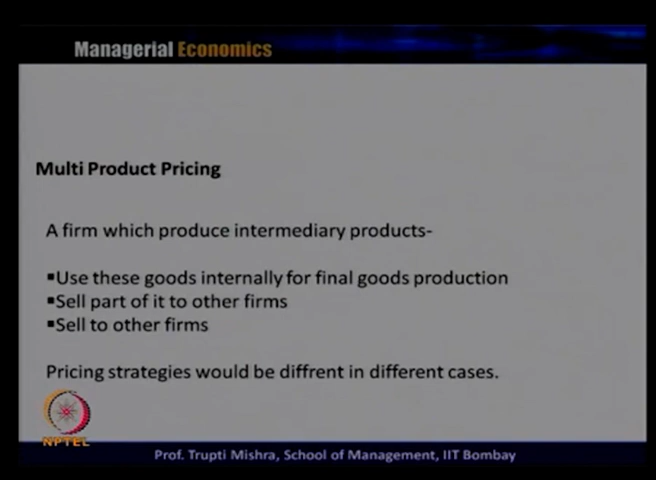 Managerial Economics
Multi Product Pricing
A firm which produce intermediary products-
▪Use these goods internally for final goods production
▪Sell part of it to other firms
▪Sell to other firms
Pricing strategies would be diffrent in different cases.
NPTEL
Prof. Trupti Mishra, School of Management, IIT Bombay